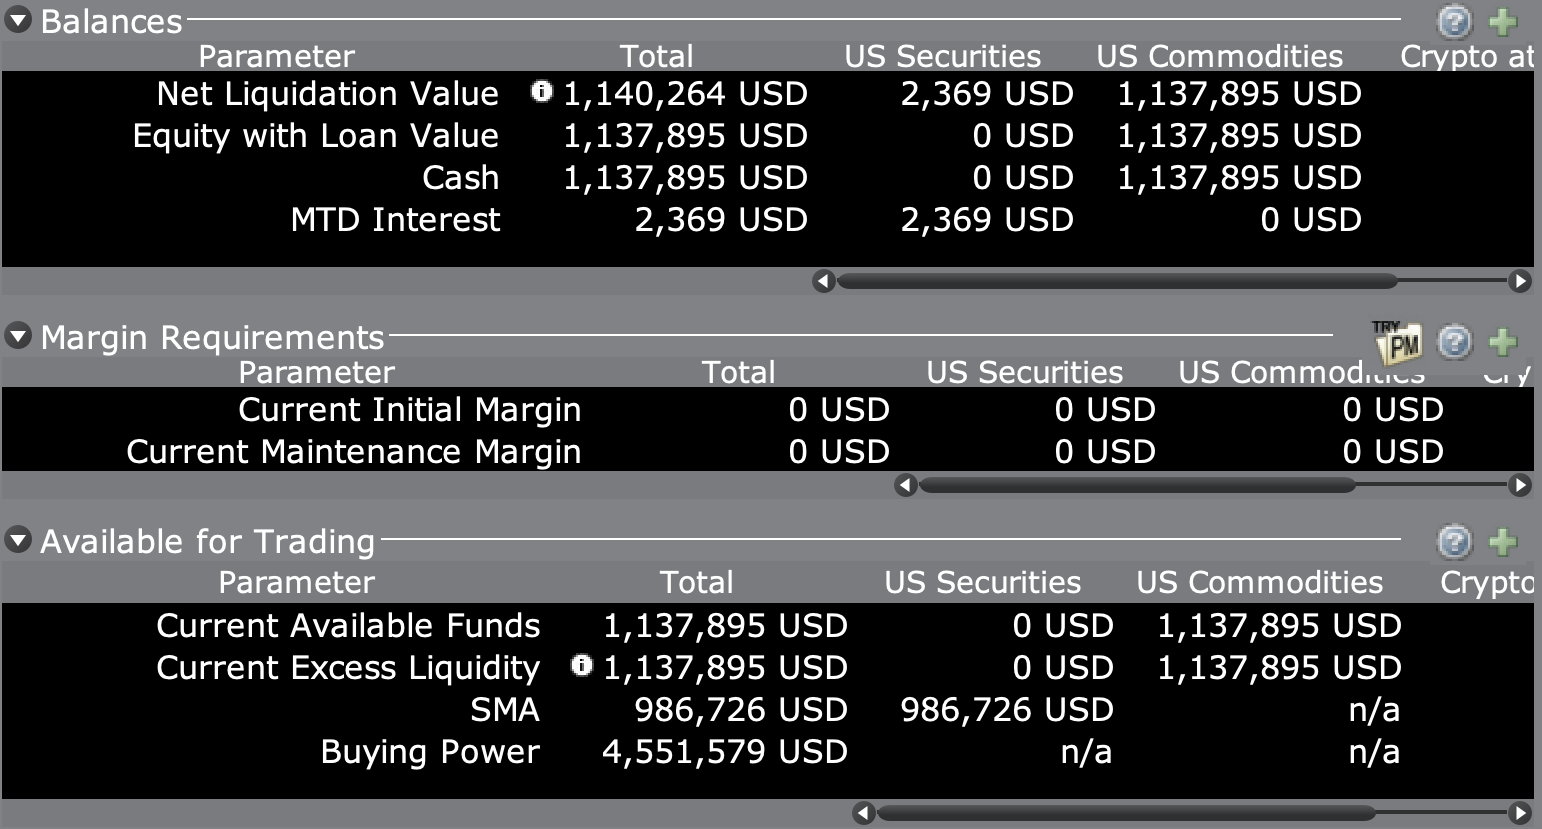 Balances
Parameter Total US Securities US Commodities Crypto at
Net Liquidation Value 1,140,264 USD 2,369 USD 1,137,895 USD
Equity with Loan Value 1,137,895 USD 0 USD 1,137,895 USD
Cash 1,137,895 USD 0 USD 1,137,895 USD
MTD Interest 2,369 USD 2,369 USD 0 USD
Margin Requirements TRY PM
Parameter Total US Securities US Commodities Cry
Current Initial Margin 0 USD 0 USD 0 USD
Current Maintenance Margin 0 USD 0 USD 0 USD
Available for Trading
Parameter Total US Securities US Commodities Crypto
Current Available Funds 1,137,895 USD 0 USD 1,137,895 USD
Current Excess Liquidity 1,137,895 USD 0 USD 1,137,895 USD
SMA 986,726 USD 986,726 USD n/a
Buying Power 4,551,579 USD n/a n/a